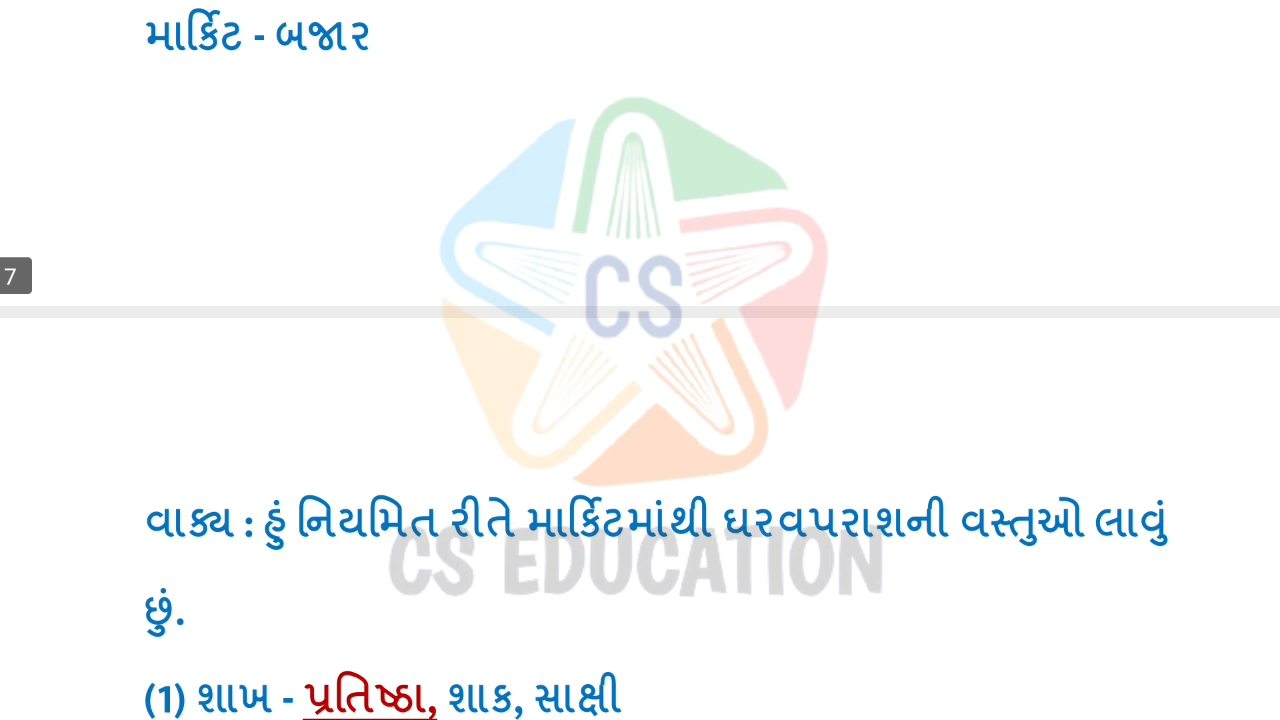 માર્કિટ - બજાર
CS
7
વાક્ય : હું નિયમિત રીતે માર્કિટમાંથી ઘરવપરાશની વસ્તુઓ લાવું
CS EDUCATION
છું.
(1) શાખ - પ્રતિષ્ઠા, શાક, સાક્ષી